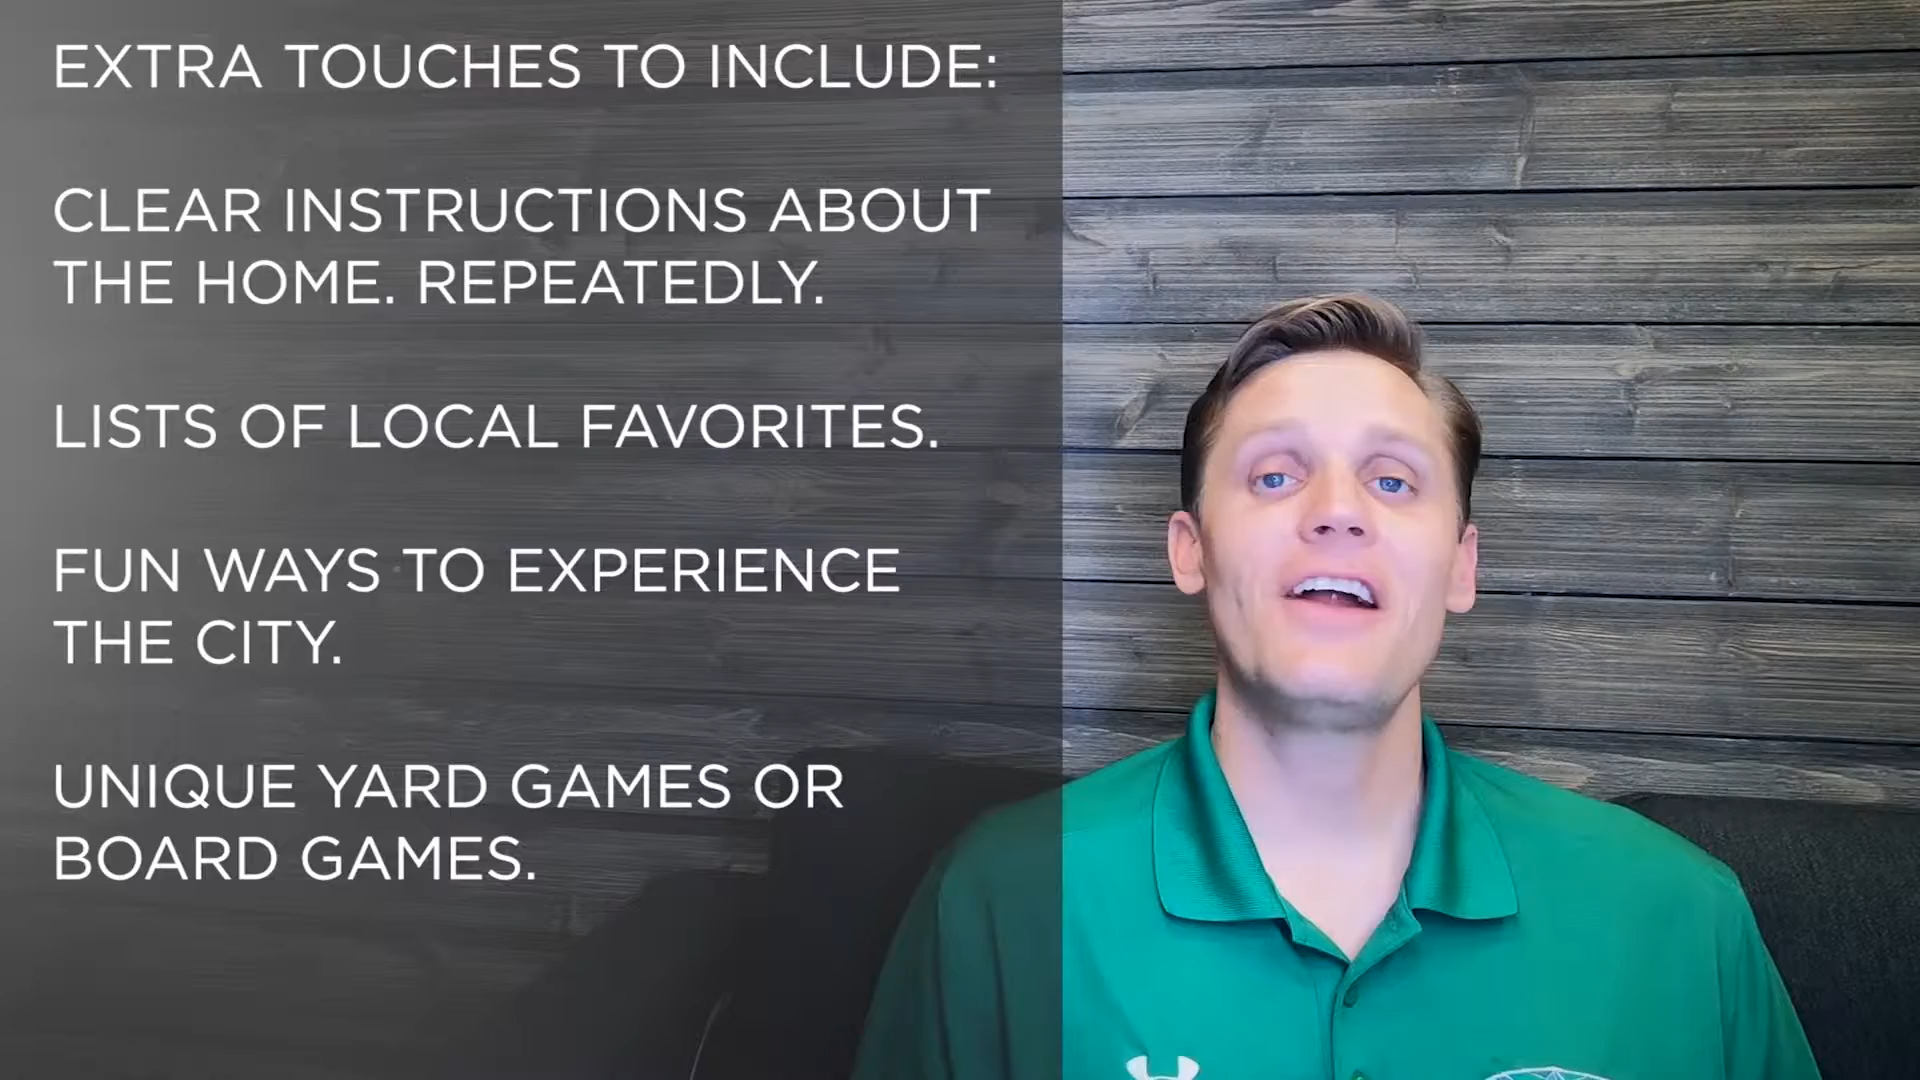 EXTRA TOUCHES TO INCLUDE:
CLEAR INSTRUCTIONS ABOUT
THE HOME. REPEATEDLY.
LISTS OF LOCAL FAVORITES.
FUN WAYS TO EXPERIENCE
THE CITY.
UNIQUE YARD GAMES OR
BOARD GAMES.